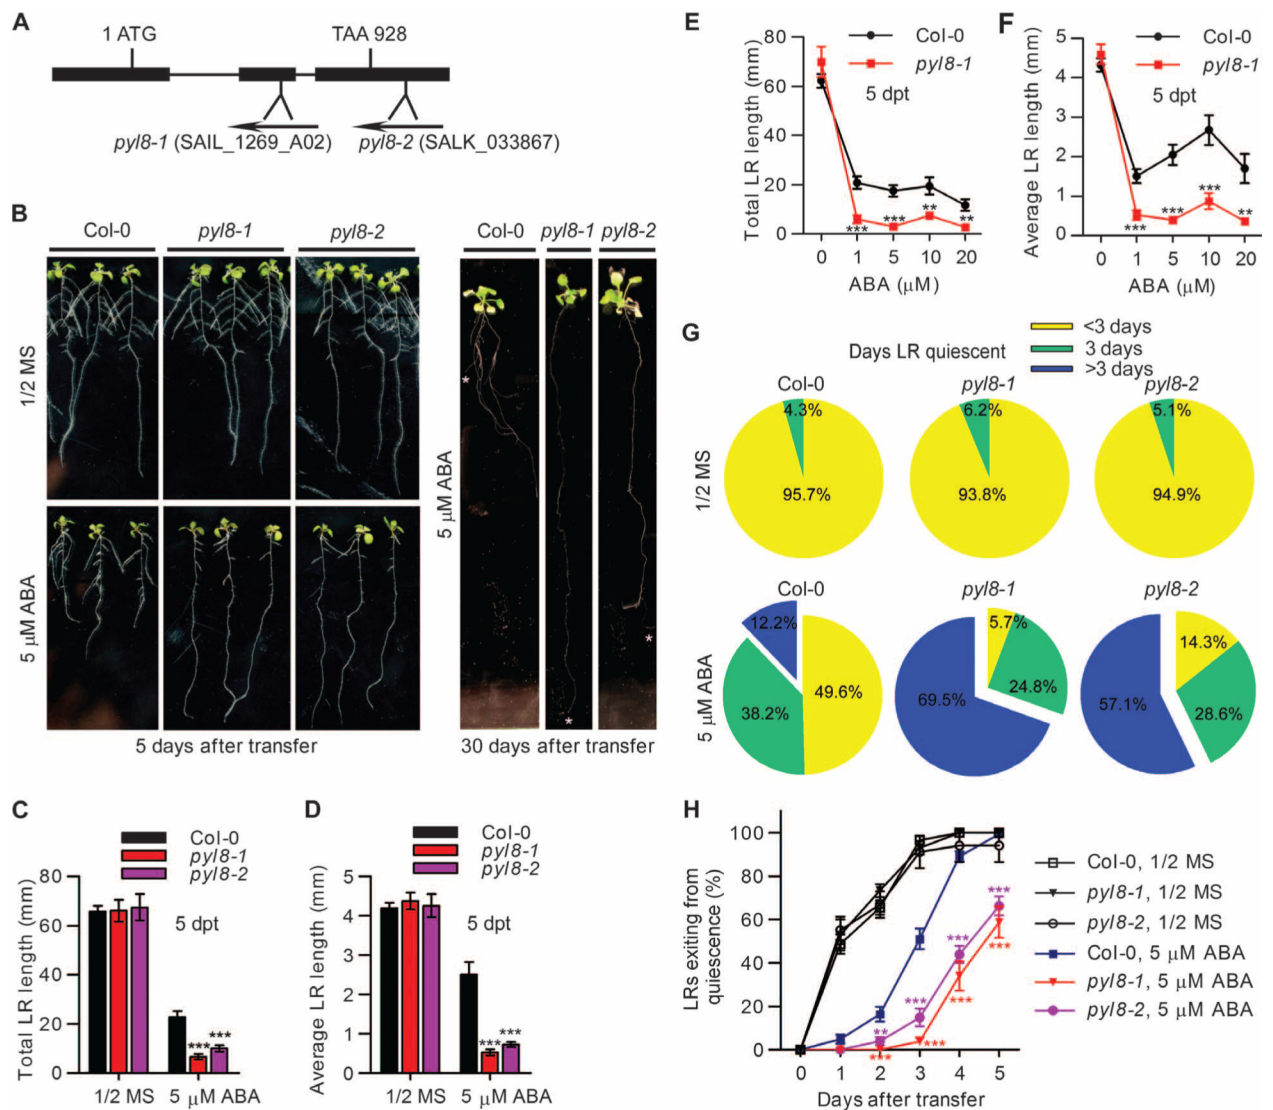 A
1 ATG
TAA 928
pyl8-1 (SAIL_1269_A02)
pyl8-2 (SALK_033867)
B
Col-0
pyl8-1
pyl8-2
Col-0
pyl8-1
pyl8-2
1/2 MS
5 µM ABA
5 µM ABA
*
*
*
5 days after transfer
30 days after transfer
C
Col-0
pyl8-1
pyl8-2
5 dpt
Total LR length (mm)
80
60
40
20
0
***
***
1/2 MS
5 µM ABA
D
Col-0
pyl8-1
pyl8-2
5 dpt
Average LR length (mm)
5
4
3
2
1
0
***
***
1/2 MS
5 µM ABA
E
Col-0
pyl8-1
5 dpt
Total LR length (mm)
80
60
40
20
0
***
***
**
**
0 1 5 10 20
ABA (µM)
F
Col-0
pyl8-1
5 dpt
Average LR length (mm)
5
4
3
2
1
0
***
***
***
**
0 1 5 10 20
ABA (µM)
G
Days LR quiescent
<3 days
3 days
>3 days
Col-0
pyl8-1
pyl8-2
1/2 MS
4.3%
95.7%
6.2%
93.8%
5.1%
94.9%
Col-0
pyl8-1
pyl8-2
5 µM ABA
12.2%
38.2%
49.6%
5.7%
24.8%
69.5%
14.3%
28.6%
57.1%
H
LRs exiting from
quiescence (%)
100
80
60
40
20
0
**
***
***
***
***
***
***
***
0 1 2 3 4 5
Days after transfer
Col-0, 1/2 MS
pyl8-1, 1/2 MS
pyl8-2, 1/2 MS
Col-0, 5 µM ABA
pyl8-1, 5 µM ABA
pyl8-2, 5 µM ABA